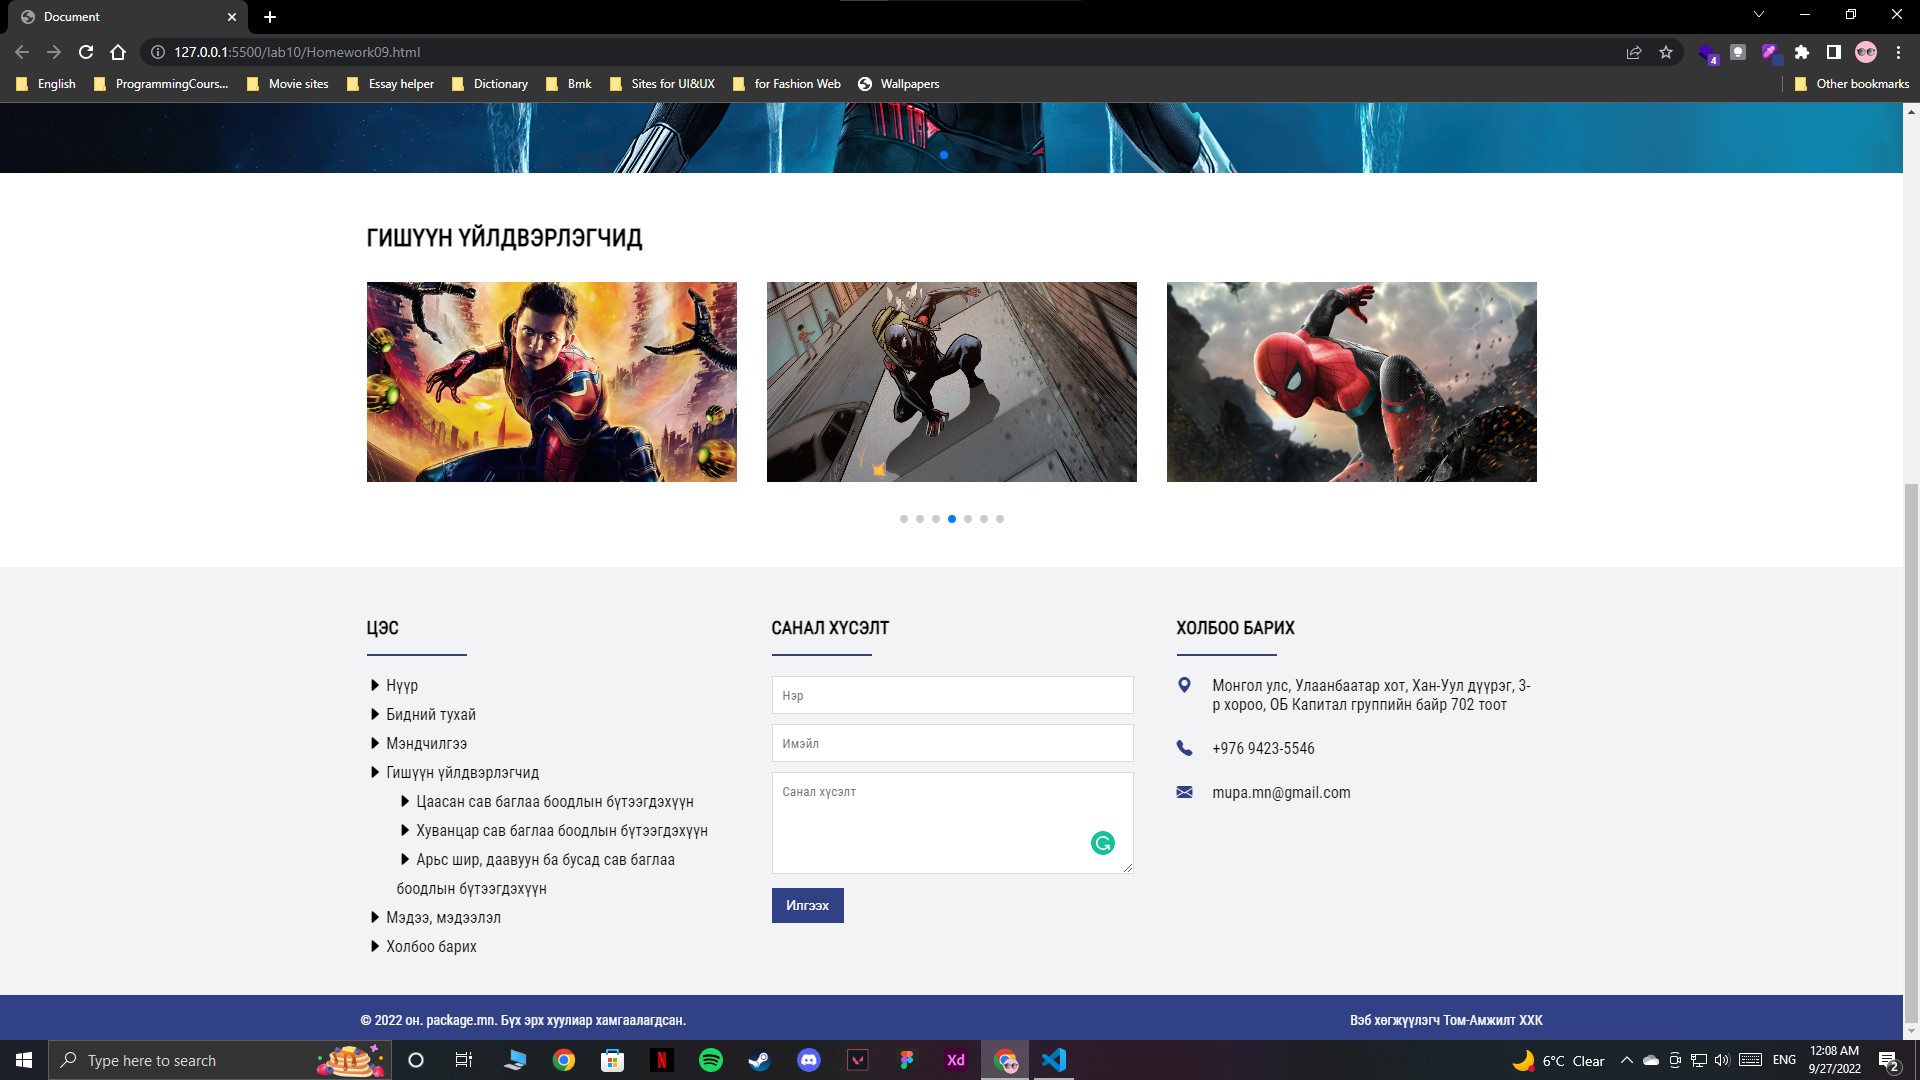 Document
127.0.0.1:5500/lab10/Homework09.html
4
English
ProgrammingCours...
Movie sites
Essay helper
Dictionary
Bmk
Sites for UI&UX
for Fashion Web
Wallpapers
Other bookmarks
ГИШҮҮН ҮЙЛДВЭРЛЭГЧИД
ЦЭС
Нүүр
Бидний тухай
Мэндчилгээ
Гишүүн үйлдвэрлэгчид
Цаасан сав баглаа боодлын бүтээгдэхүүн
Хуванцар сав баглаа боодлын бүтээгдэхүүн
Арьс шир, даавуун ба бусад сав баглаа
боодлын бүтээгдэхүүн
Мэдээ, мэдээлэл
Холбоо барих
САНАЛ ХҮСЭЛТ
Нэр
Имэйл
Санал хүсэлт
Илгээх
ХОЛБОО БАРИХ
Монгол улс, Улаанбаатар хот, Хан-Уул дүүрэг, 3-
р хороо, ОБ Капитал группийн байр 702 тоот
+976 9423-5546
mupa.mn@gmail.com
© 2022 он. package.mn. Бүх эрх хуулиар хамгаалагдсан.
Вэб хөгжүүлэгч Том-Амжилт ХХК
Type here to search
N
Xd
6°C Clear
ENG
12:08 AM
9/27/2022
2